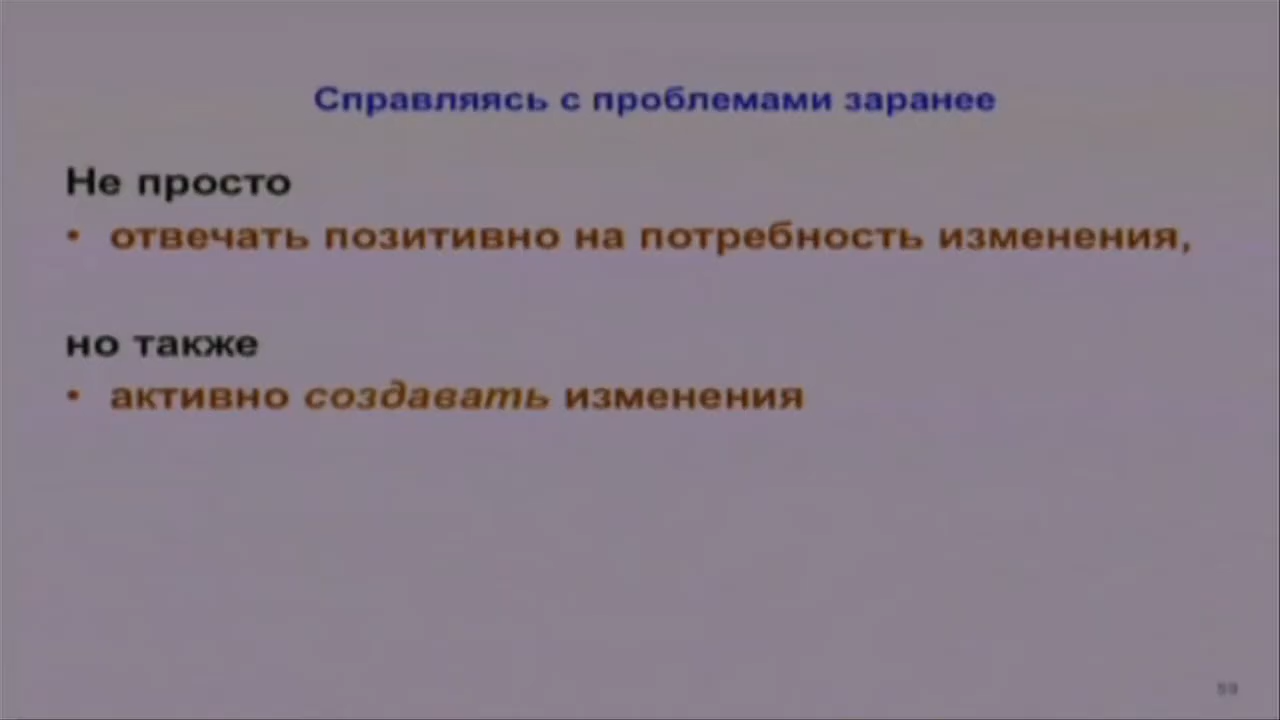 Справляясь с проблемами заранее
Не просто
• отвечать позитивно на потребность изменения,
но также
• активно создавать изменения